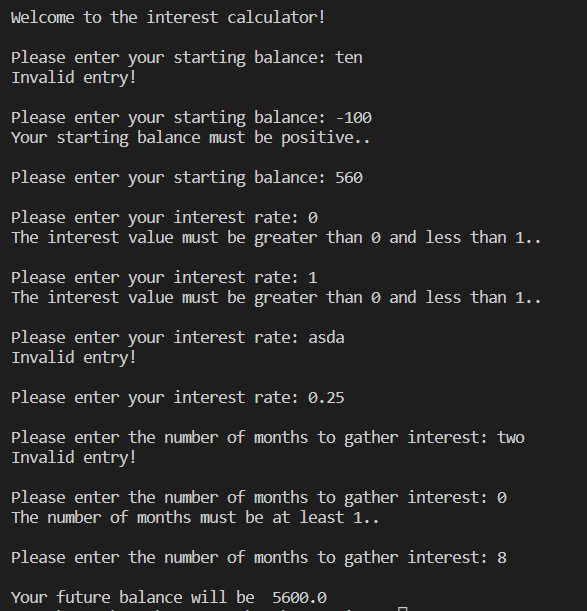 Welcome to the interest calculator!
Please enter your starting balance: ten
Invalid entry!
Please enter your starting balance: -100
Your starting balance must be positive..
Please enter your starting balance: 560
Please enter your interest rate: 0
The interest value must be greater than 0 and less than 1..
Please enter your interest rate: 1
The interest value must be greater than 0 and less than 1..
Please enter your interest rate: asda
Invalid entry!
Please enter your interest rate: 0.25
Please enter the number of months to gather interest: two
Invalid entry!
Please enter the number of months to gather interest: 0
The number of months must be at least 1..
Please enter the number of months to gather interest: 8
Your future balance will be  5600.0